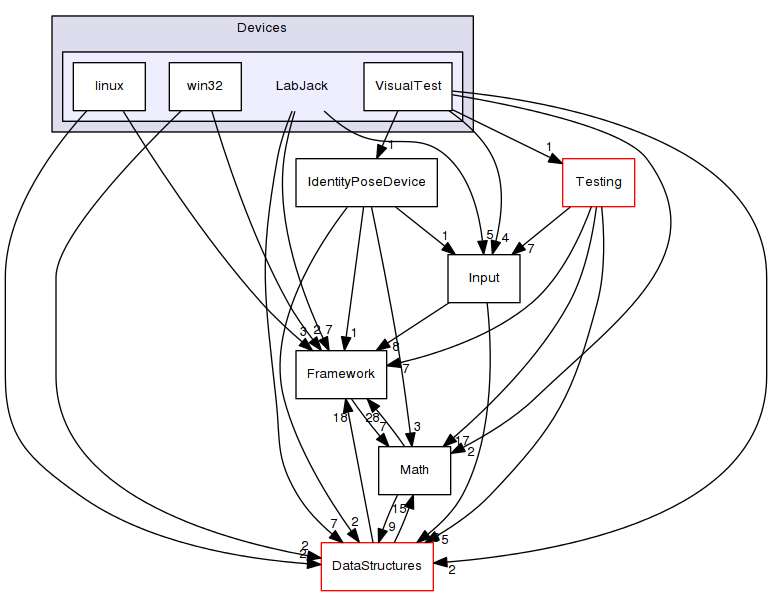 Devices
linux
win32
LabJack
VisualTest
1
1
IdentityPoseDevice
Testing
1
5
4
7
Input
3
2
7
1
8
7
Framework
18
28
7
3
17
2
Math
15
9
7
2
5
2
2
2
DataStructures